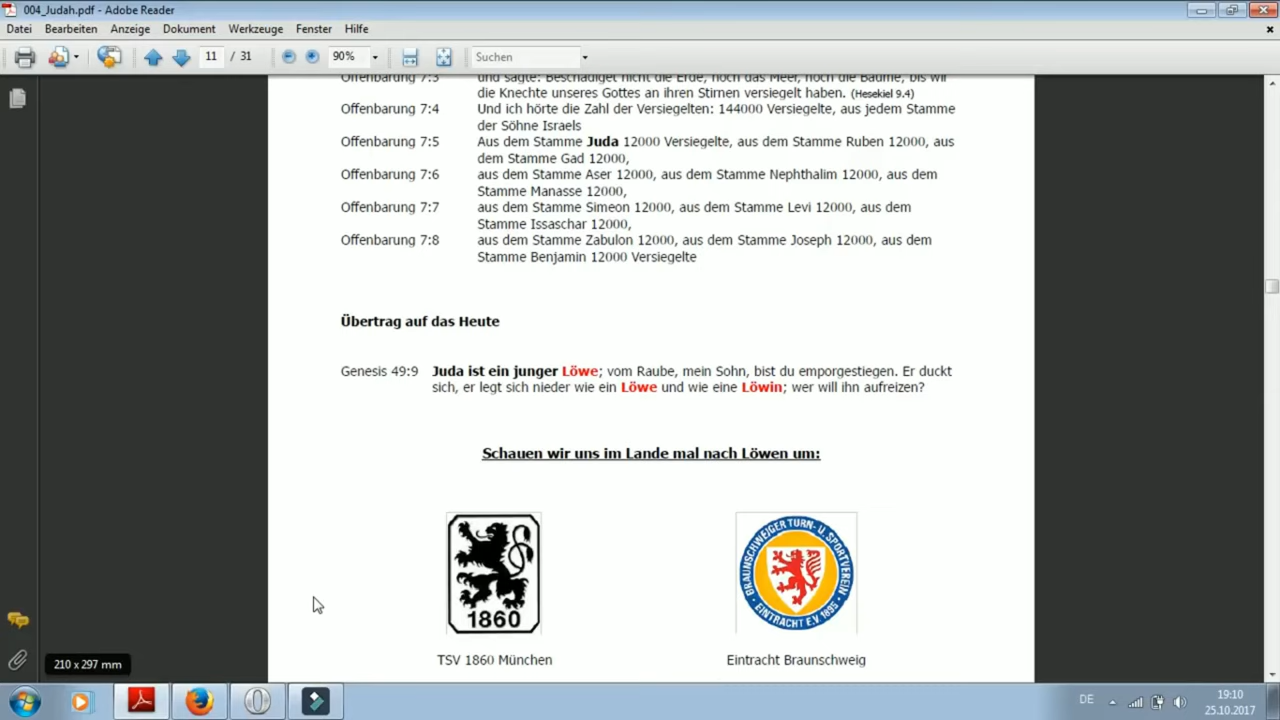 004_Judah.pdf - Adobe Reader
Datei Bearbeiten Anzeige Dokument Werkzeuge Fenster Hilfe
11 / 31 90% Suchen
Offenbarung 7:3 und sagte: Beschädiget nicht die Erde, noch das Meer, noch die Bäume, bis wir
die Knechte unseres Gottes an ihren Stirnen versiegelt haben. (Hesekiel 9.4)
Offenbarung 7:4 Und ich hörte die Zahl der Versiegelten: 144000 Versiegelte, aus jedem Stamme
der Söhne Israels
Offenbarung 7:5 Aus dem Stamme Juda 12000 Versiegelte, aus dem Stamme Ruben 12000, aus
dem Stamme Gad 12000,
Offenbarung 7:6 aus dem Stamme Aser 12000, aus dem Stamme Nephthalim 12000, aus dem
Stamme Manasse 12000,
Offenbarung 7:7 aus dem Stamme Simeon 12000, aus dem Stamme Levi 12000, aus dem
Stamme Issaschar 12000,
Offenbarung 7:8 aus dem Stamme Zabulon 12000, aus dem Stamme Joseph 12000, aus dem
Stamme Benjamin 12000 Versiegelte
Übertrag auf das Heute
Genesis 49:9 Juda ist ein junger Löwe; vom Raube, mein Sohn, bist du emporgestiegen. Er duckt
sich, er legt sich nieder wie ein Löwe und wie eine Löwin; wer will ihn aufreizen?
Schauen wir uns im Lande mal nach Löwen um:
1860
BRAUNSCHWEIGER TURN- U. SPORTVEREIN
EINTRACHT E.V. 1895
TSV 1860 München Eintracht Braunschweig
210 x 297 mm
DE 19:10
25.10.2017